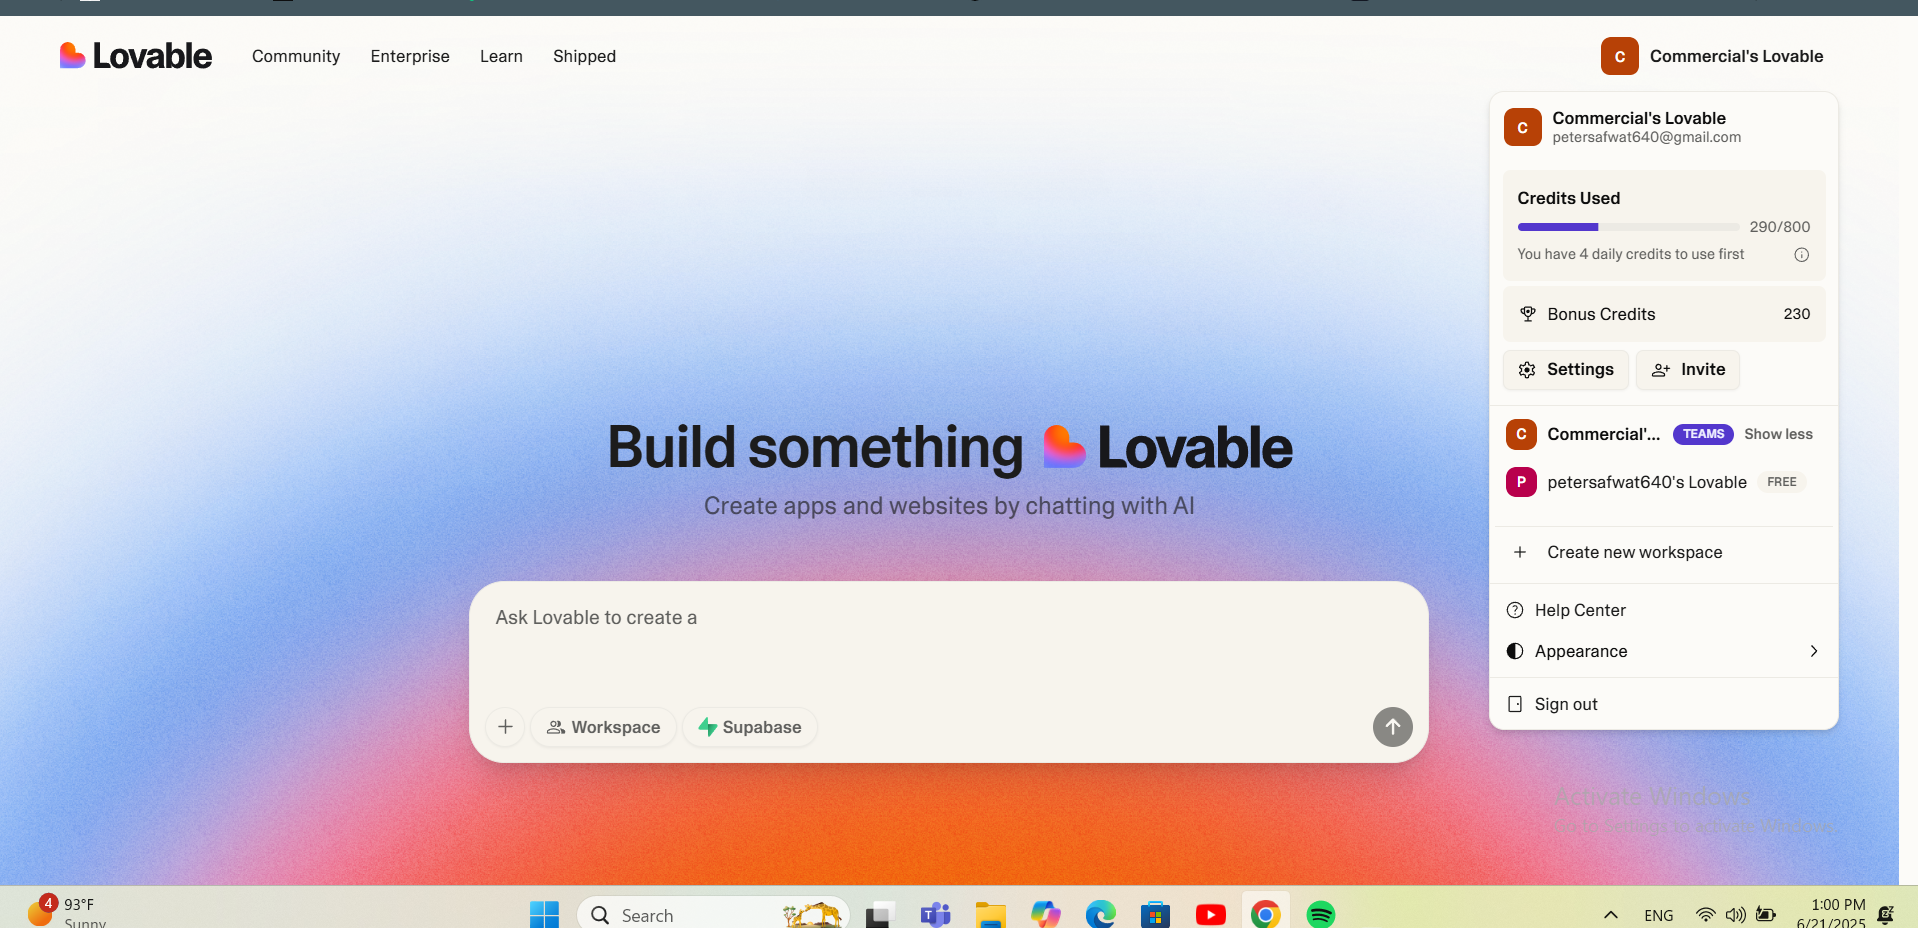 Lovable
Community
Enterprise
Learn
Shipped
C
Commercial's Lovable
C
Commercial's Lovable
petersafwat640@gmail.com
Credits Used
290/800
You have 4 daily credits to use first
Bonus Credits
230
Settings
Invite
C
Commercial'...
TEAMS
Show less
P
petersafwat640's Lovable
FREE
Create new workspace
Help Center
Appearance
Sign out
Build something Lovable
Create apps and websites by chatting with AI
Ask Lovable to create a
Workspace
Supabase
Activate Windows
Go to Settings to activate Windows.
4
93°F
Sunny
Search
ENG
1:00 PM
6/21/2025